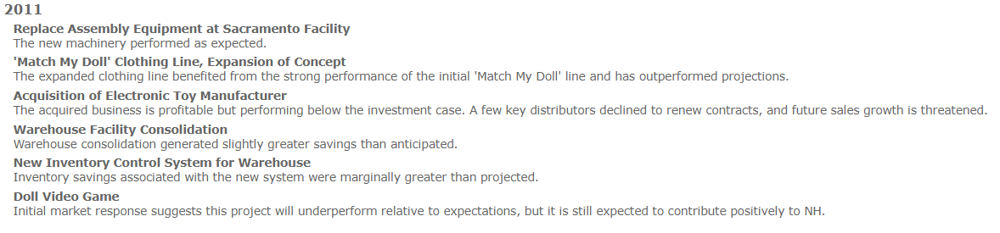 2011
Replace Assembly Equipment at Sacramento Facility
The new machinery performed as expected.
'Match My Doll' Clothing Line, Expansion of Concept
The expanded clothing line benefited from the strong performance of the initial 'Match My Doll' line and has outperformed projections.
Acquisition of Electronic Toy Manufacturer
The acquired business is profitable but performing below the investment case. A few key distributors declined to renew contracts, and future sales growth is threatened.
Warehouse Facility Consolidation
Warehouse consolidation generated slightly greater savings than anticipated.
New Inventory Control System for Warehouse
Inventory savings associated with the new system were marginally greater than projected.
Doll Video Game
Initial market response suggests this project will underperform relative to expectations, but it is still expected to contribute positively to NH.